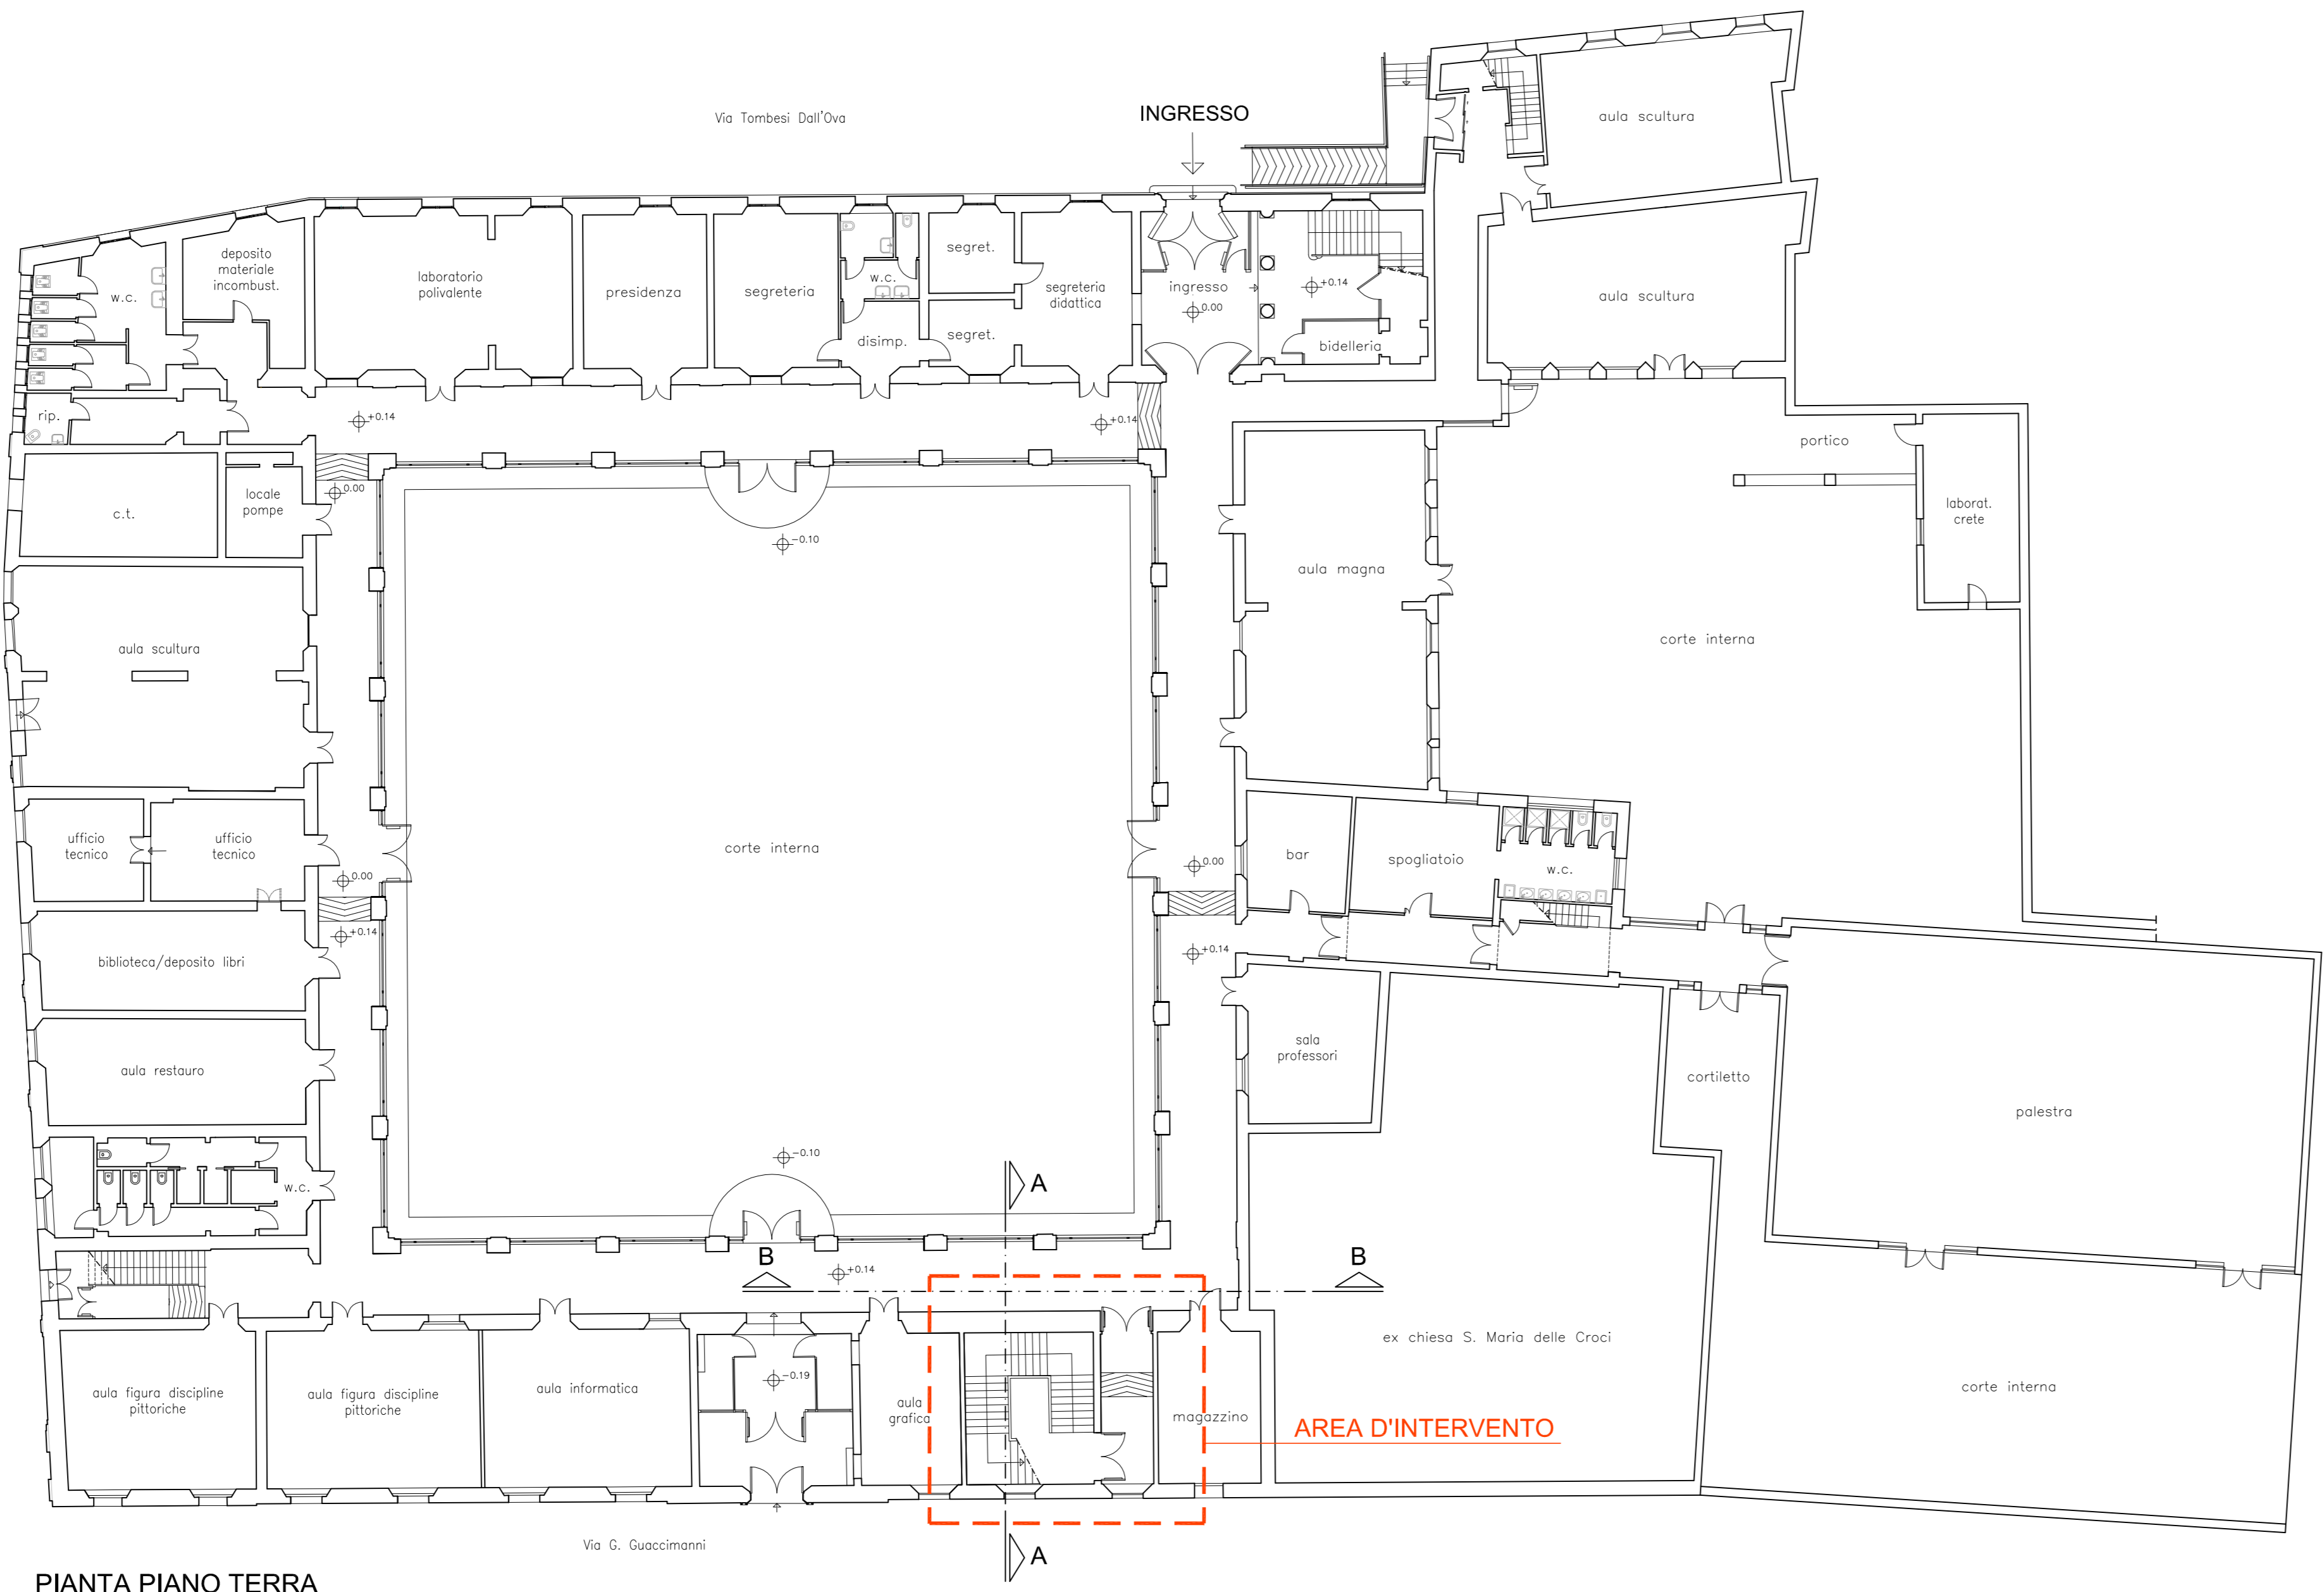 Via Tombesi Dall'Ova
INGRESSO
aula scultura
deposito
materiale
incombust.
w.c.
laboratorio
polivalente
presidenza
segreteria
w.c.
segret.
segreteria
didattica
ingresso
0.00
+0.14
aula scultura
disimp.
segret.
bidelleria
rip.
+0.14
+0.14
portico
c.t.
locale
pompe
0.00
-0.10
laborat.
crete
aula magna
aula scultura
corte interna
ufficio
tecnico
ufficio
tecnico
corte interna
0.00
bar
spogliatoio
w.c.
0.00
+0.14
+0.14
biblioteca/deposito libri
aula restauro
sala
professori
cortiletto
palestra
w.c.
-0.10
A
B
B
+0.14
ex chiesa S. Maria delle Croci
aula figura discipline
pittoriche
aula figura discipline
pittoriche
aula informatica
-0.19
aula
grafica
magazzino
corte interna
AREA D'INTERVENTO
Via G. Guaccimanni
A
PIANTA PIANO TERRA